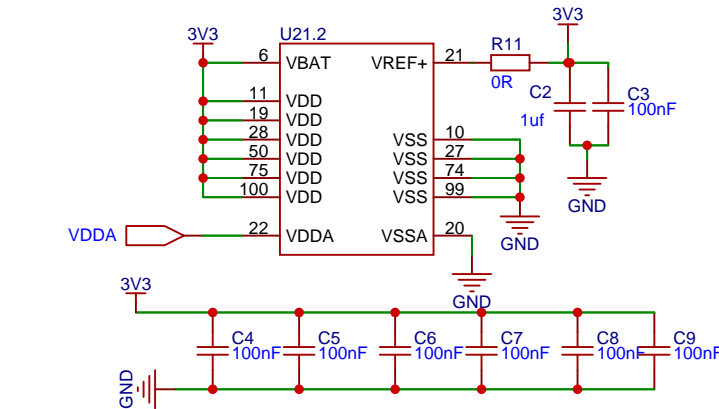 3V3
U21.2
3V3
6 VBAT VREF+ 21
R11
0R
C2
1uf
C3
100nF
11 VDD
19 VDD
28 VDD VSS 10
50 VDD VSS 27
75 VDD VSS 74
100 VDD VSS 99
GND
GND
VDDA
22 VDDA VSSA 20
GND
3V3
C4
100nF
C5
100nF
C6
100nF
C7
100nF
C8
100nF
C9
100nF
GND